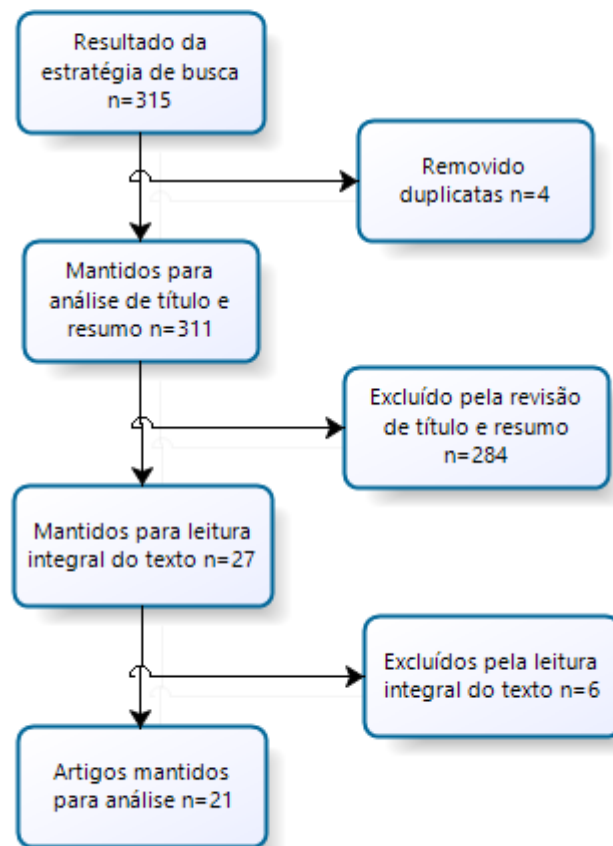 Resultado da
estratégia de busca
n=315
Removido
duplicatas n=4
Mantidos para
análise de título e
resumo n=311
Excluído pela revisão
de título e resumo
n=284
Mantidos para leitura
integral do texto n=27
Excluídos pela leitura
integral do texto n=6
Artigos mantidos
para análise n=21